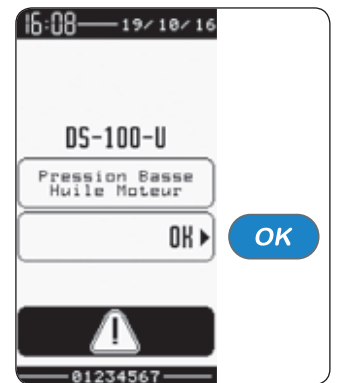 16:08 19/10/16
DS-100-U
Pression Basse
Huile Moteur
OK
OK
01234567